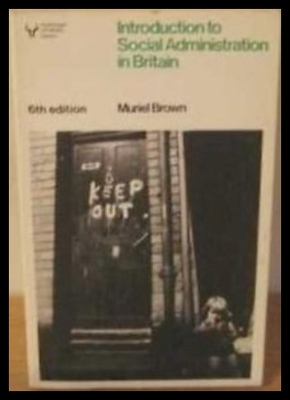 Introduction to
Social Administration
in Britain
6th edition
Muriel Brown
KEEP
OUT.